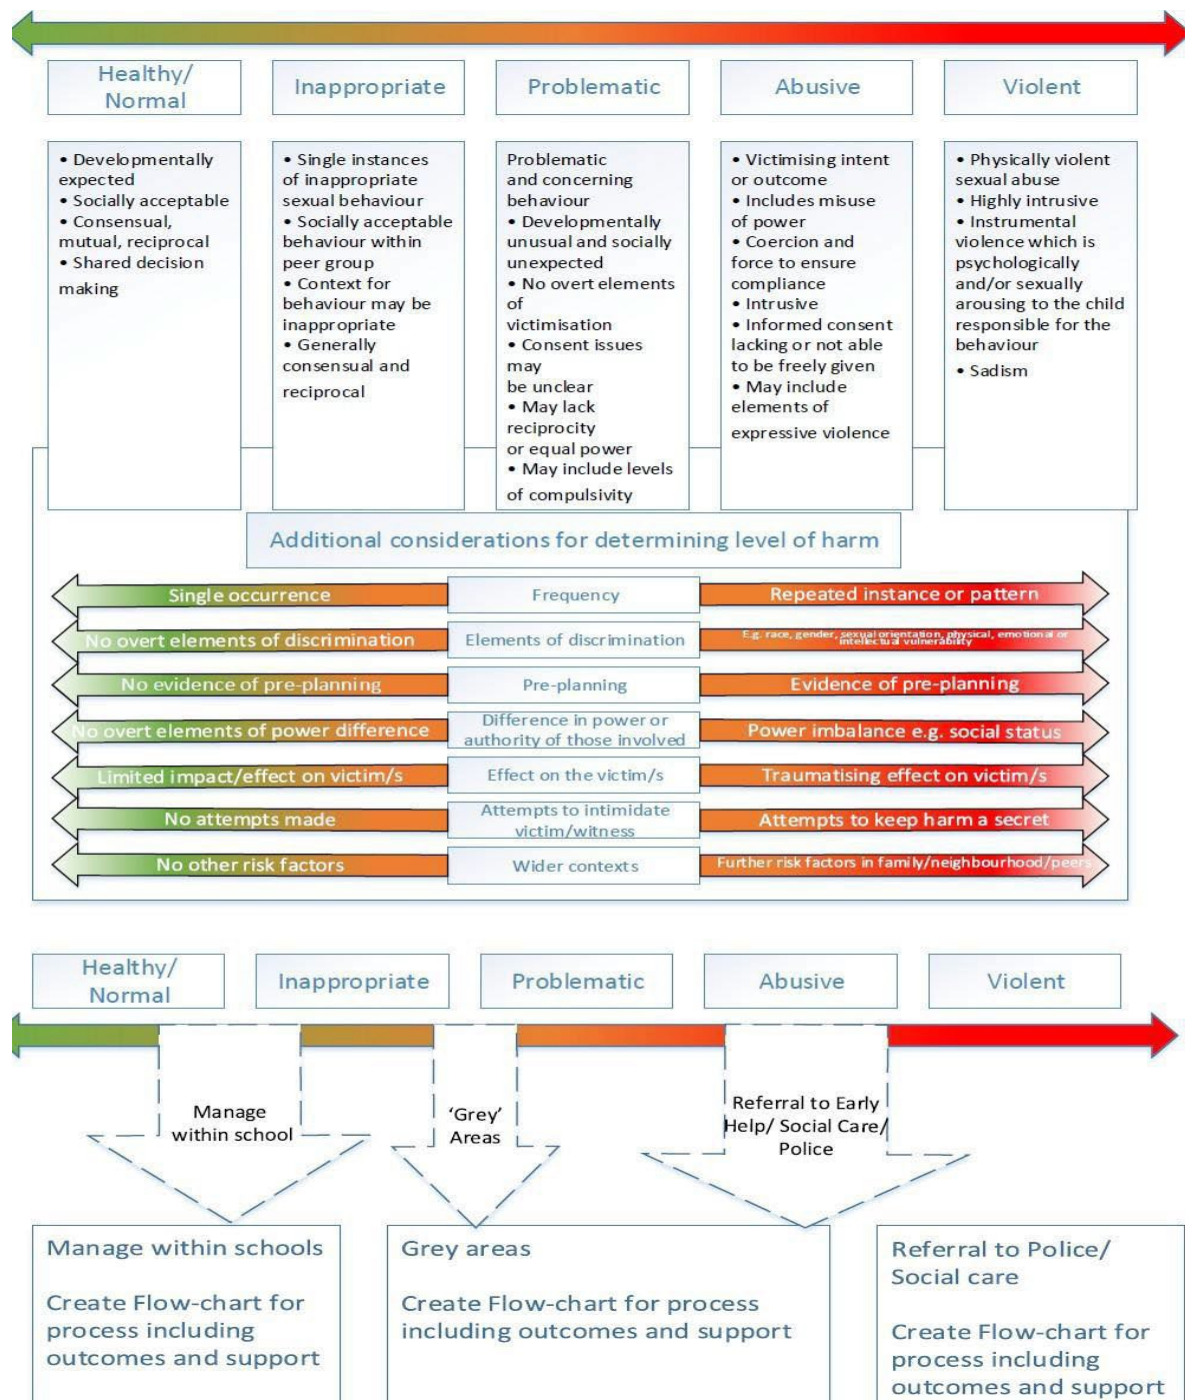 Healthy/
Normal
Inappropriate
Problematic
Abusive
Violent
• Developmentally
expected
• Socially acceptable
• Consensual,
mutual, reciprocal
• Shared decision
making
• Single instances
of inappropriate
sexual behaviour
• Socially acceptable
behaviour within
peer group
• Context for
behaviour may be
inappropriate
• Generally
consensual and
reciprocal
Problematic
and concerning
behaviour
• Developmentally
unusual and socially
unexpected
• No overt elements
of
victimisation
• Consent issues
may
be unclear
• May lack
reciprocity
or equal power
• May include levels
of compulsivity
• Victimising intent
or outcome
• Includes misuse
of power
• Coercion and
force to ensure
compliance
• Intrusive
• Informed consent
lacking or not able
to be freely given
• May include
elements of
expressive violence
• Physically violent
sexual abuse
• Highly intrusive
• Instrumental
violence which is
psychologically
and/or sexually
arousing to the child
responsible for the
behaviour
• Sadism
Additional considerations for determining level of harm
Single occurrence
Frequency
Repeated instance or pattern
No overt elements of discrimination
Elements of discrimination
E.g. race, gender, sexual orientation, physical, emotional or
intellectual vulnerability
No evidence of pre-planning
Pre-planning
Evidence of pre-planning
No overt elements of power difference
Difference in power or
authority of those involved
Power imbalance e.g. social status
Limited impact/effect on victim/s
Effect on the victim/s
Traumatising effect on victim/s
No attempts made
Attempts to intimidate
victim/witness
Attempts to keep harm a secret
No other risk factors
Wider contexts
Further risk factors in family/neighbourhood/peers
Healthy/
Normal
Inappropriate
Problematic
Abusive
Violent
Manage
within school
‘Grey’
Areas
Referral to Early
Help/ Social Care/
Police
Manage within schools
Create Flow-chart for
process including
outcomes and support
Grey areas
Create Flow-chart for process
including outcomes and support
Referral to Police/
Social care
Create Flow-chart for
process including
outcomes and support